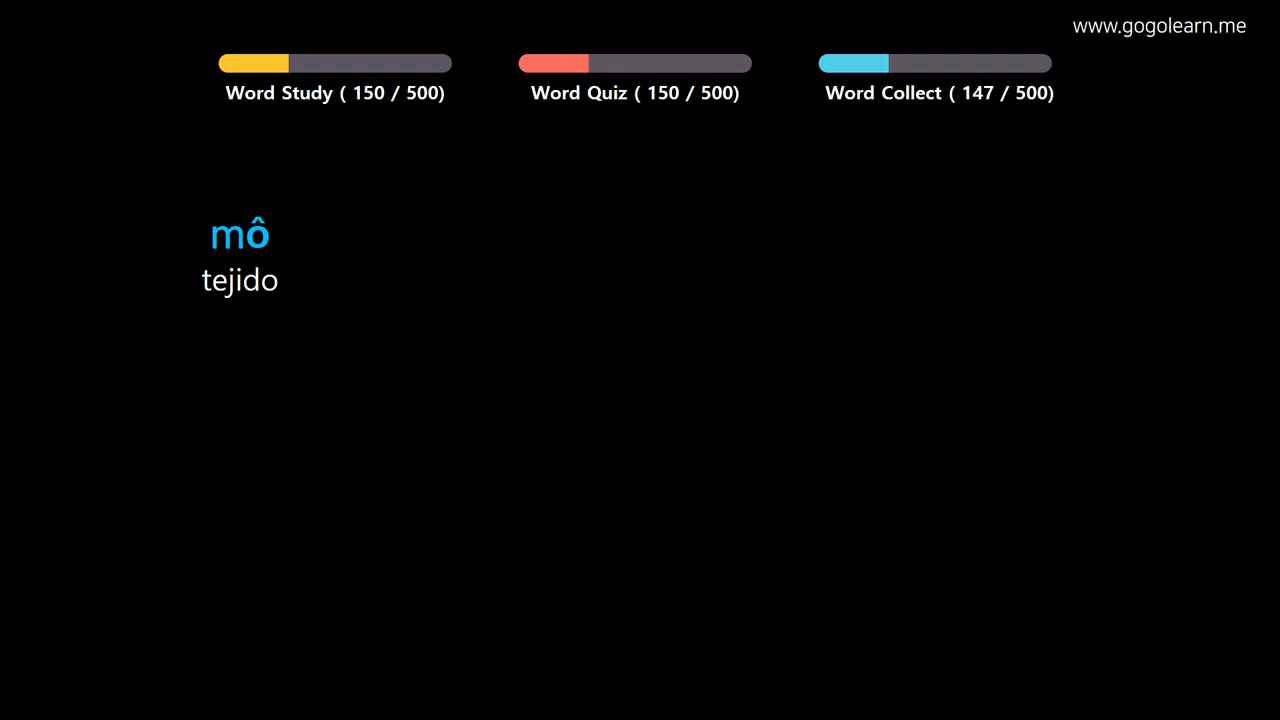 www.gogolearn.me
Word Study ( 150 / 500)
Word Quiz ( 150 / 500)
Word Collect ( 147 / 500)
mô
tejido